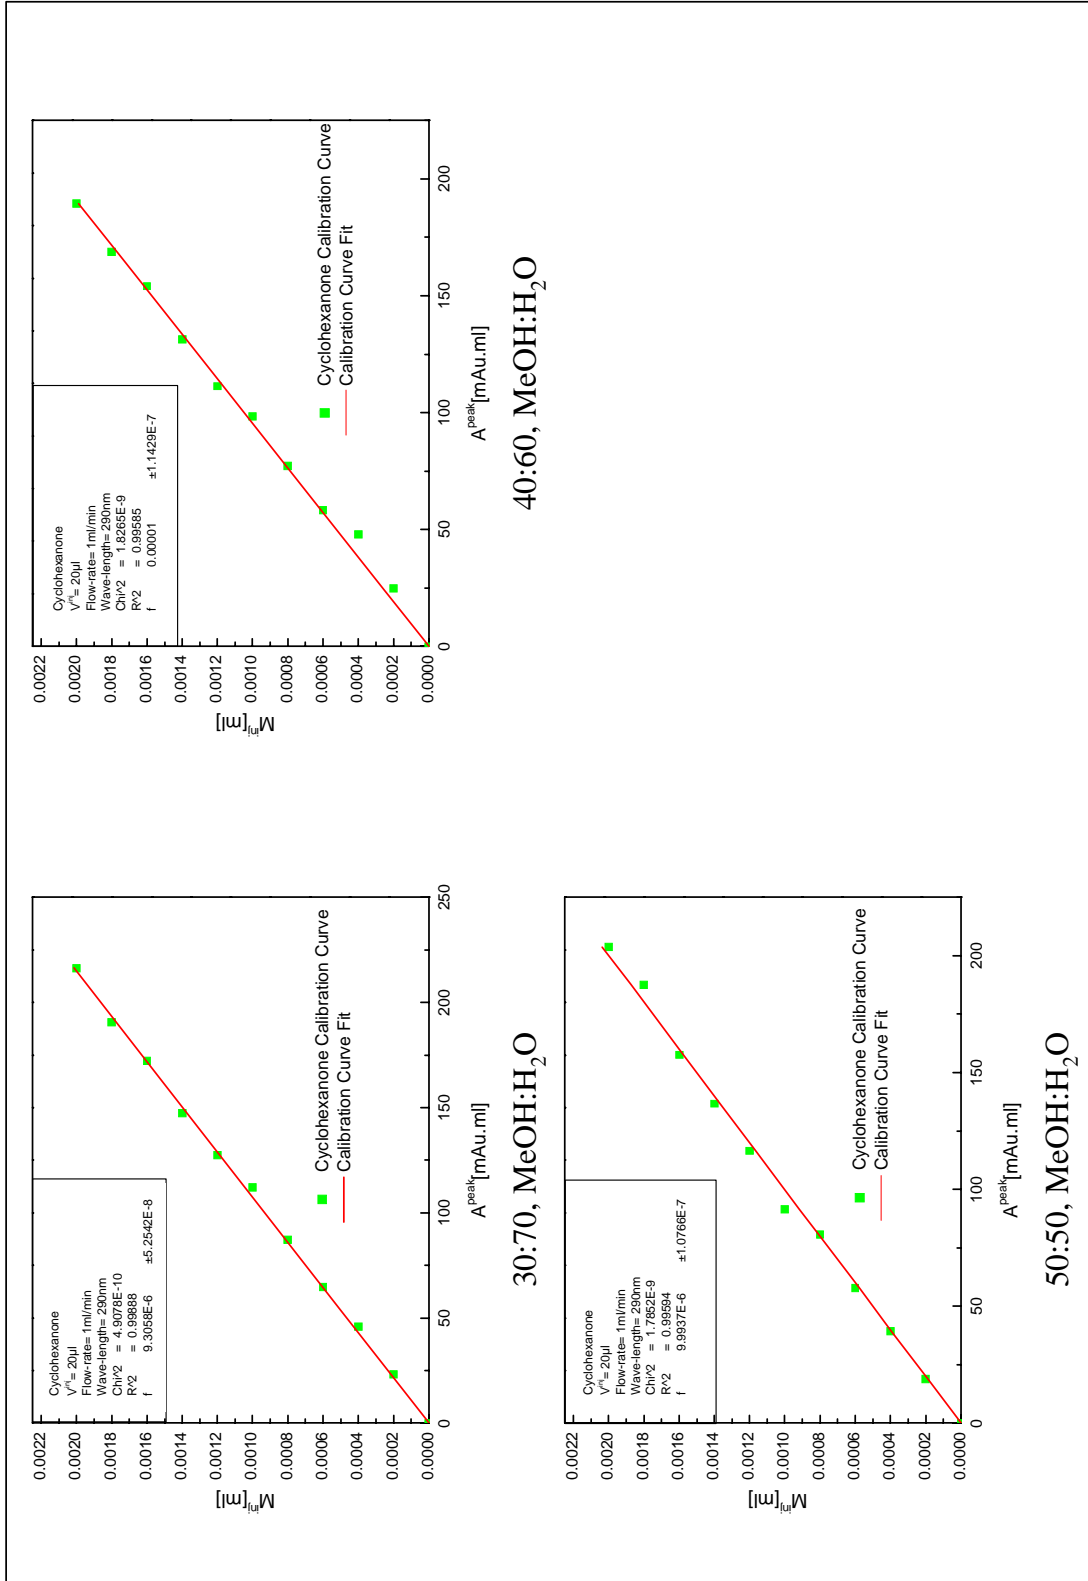 0.0022
0.0020
0.0018
0.0016
0.0014
0.0012
0.0010
0.0008
0.0006
0.0004
0.0002
0.0000
M^inj[ml]
Cyclohexanone
V^inj= 20µl
Flow-rate= 1ml/min
Wave-length= 290nm
Chi^2 = 4.9078E-10
R^2 = 0.99888
f 9.3058E-6 ±5.2542E-8
Cyclohexanone Calibration Curve
Calibration Curve Fit
0 50 100 150 200 250
A^peak[mAu.ml]
30:70, MeOH:H₂O
0.0022
0.0020
0.0018
0.0016
0.0014
0.0012
0.0010
0.0008
0.0006
0.0004
0.0002
0.0000
M^inj[ml]
Cyclohexanone
V^inj= 20µl
Flow-rate= 1ml/min
Wave-length= 290nm
Chi^2 = 1.8265E-9
R^2 = 0.99585
f 0.00001 ±1.1429E-7
Cyclohexanone Calibration Curve
Calibration Curve Fit
0 50 100 150 200
A^peak[mAu.ml]
40:60, MeOH:H₂O
0.0022
0.0020
0.0018
0.0016
0.0014
0.0012
0.0010
0.0008
0.0006
0.0004
0.0002
0.0000
M^inj[ml]
Cyclohexanone
V^inj= 20µl
Flow-rate= 1ml/min
Wave-length= 290nm
Chi^2 = 1.7852E-9
R^2 = 0.99594
f 9.9937E-6 ±1.0766E-7
Cyclohexanone Calibration Curve
Calibration Curve Fit
0 50 100 150 200
A^peak[mAu.ml]
50:50, MeOH:H₂O